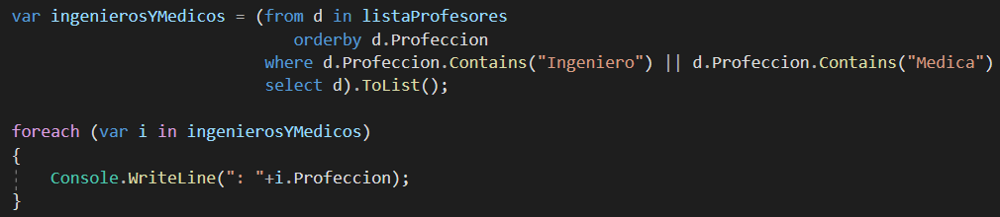 var ingenierosYMedicos = (from d in listaProfesores
orderby d.Profeccion
where d.Profeccion.Contains("Ingeniero") || d.Profeccion.Contains("Medica")
select d).ToList();
foreach (var i in ingenierosYMedicos)
{
Console.WriteLine(": "+i.Profeccion);
}